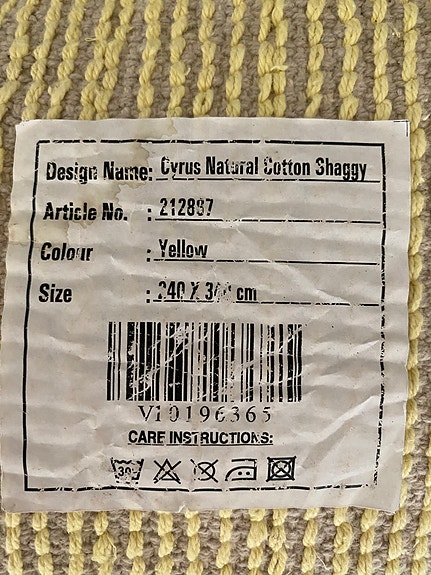 Design Name: Cyrus Natural Cotton Shaggy
Article No. : 212887
Colour : Yellow
Size : 240 X cm
V10196365
CARE INSTRUCTIONS:
30°